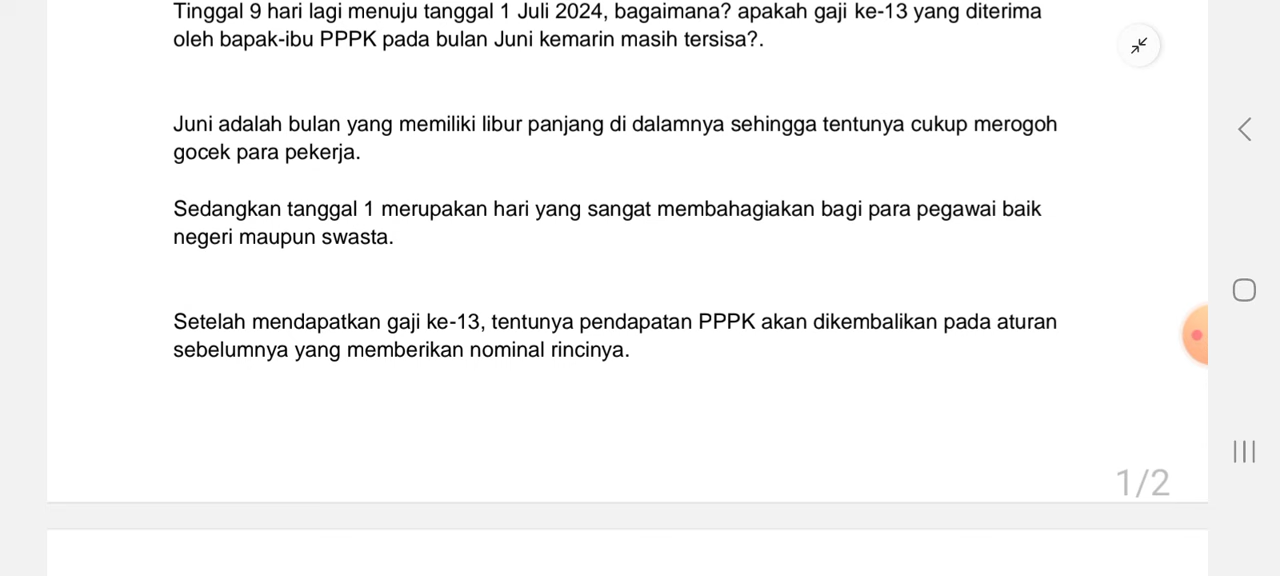 Tinggal 9 hari lagi menuju tanggal 1 Juli 2024, bagaimana? apakah gaji ke-13 yang diterima
oleh bapak-ibu PPPK pada bulan Juni kemarin masih tersisa?.
Juni adalah bulan yang memiliki libur panjang di dalamnya sehingga tentunya cukup merogoh
gocek para pekerja.
Sedangkan tanggal 1 merupakan hari yang sangat membahagiakan bagi para pegawai baik
negeri maupun swasta.
Setelah mendapatkan gaji ke-13, tentunya pendapatan PPPK akan dikembalikan pada aturan
sebelumnya yang memberikan nominal rincinya.
1/2